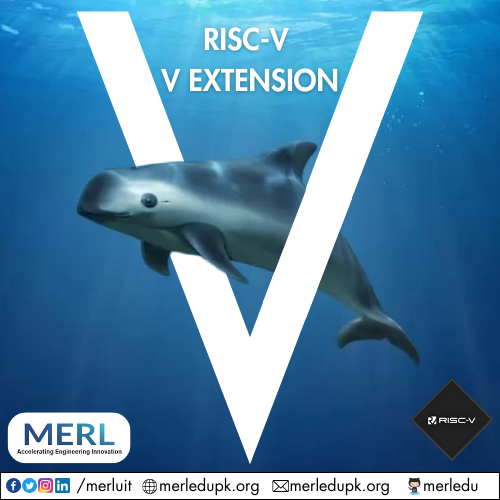 RISC-V
V EXTENSION
V
MERL
Accelerating Engineering Innovation
RISC-V
/merluit merledupk.org merledupk.org merledu